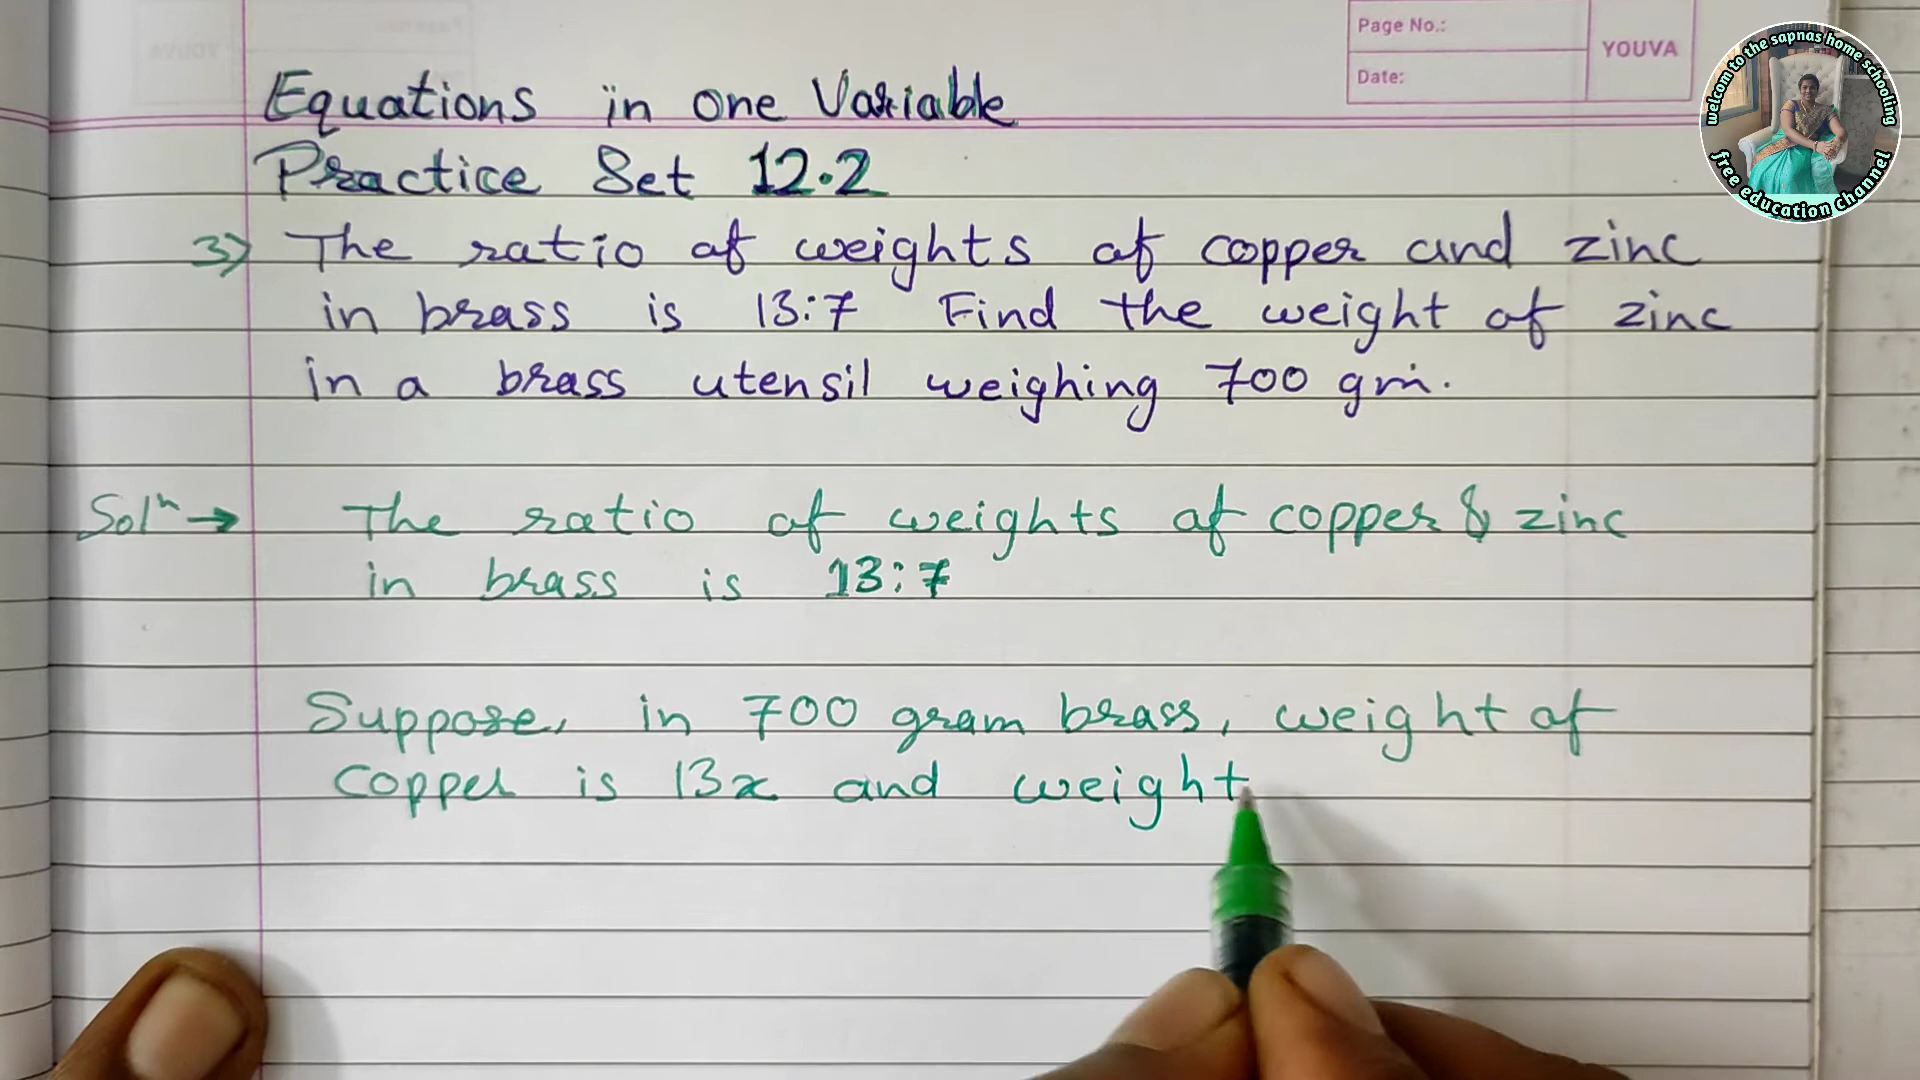 Page No.:
YOUVA
Date:
welcom to the sapnas home schooling
free education channel
Equations in one Variable
Practice Set 12.2
3) The ratio of weights of copper and zinc
in brass is 13:7 Find the weight of zinc
in a brass utensil weighing 700 gm.
Solⁿ → The ratio of weights of copper & zinc
in brass is 13:7
Suppose, in 700 gram brass, weight of
copper is 13x and weight